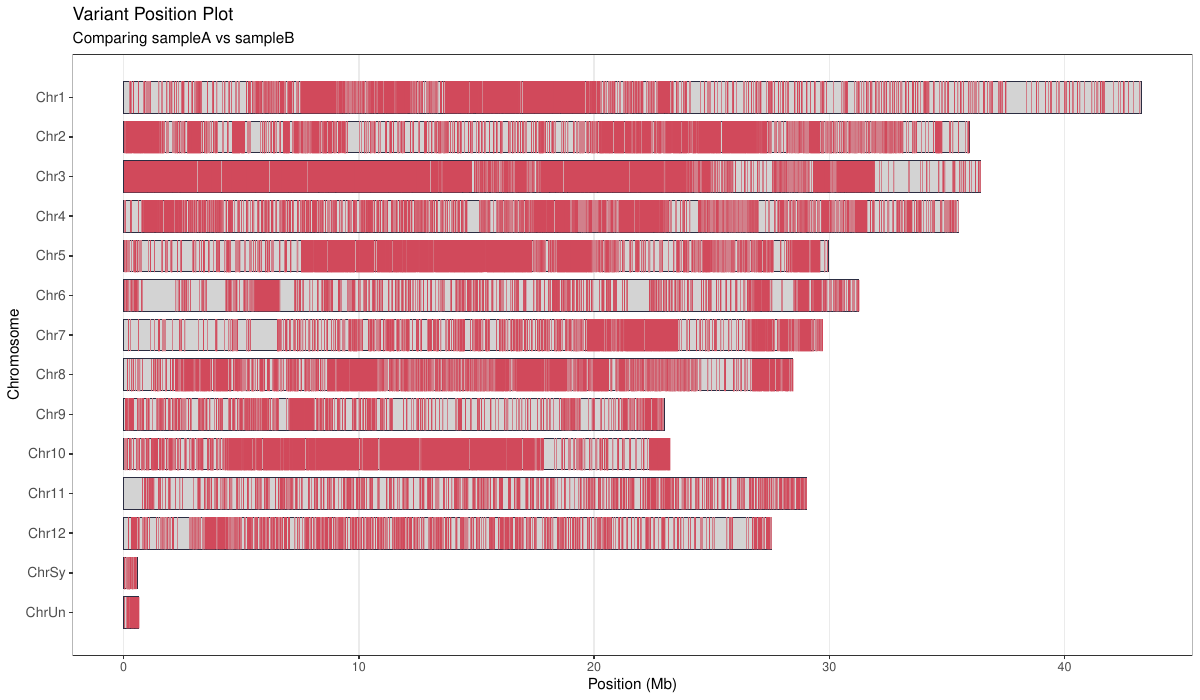 Variant Position Plot
Comparing sampleA vs sampleB
Chromosome
Chr1
Chr2
Chr3
Chr4
Chr5
Chr6
Chr7
Chr8
Chr9
Chr10
Chr11
Chr12
ChrSy
ChrUn
0 10 20 30 40
Position (Mb)